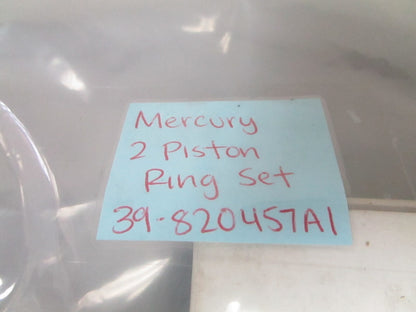 Mercury
2 Piston
Ring Set
39-820457A1